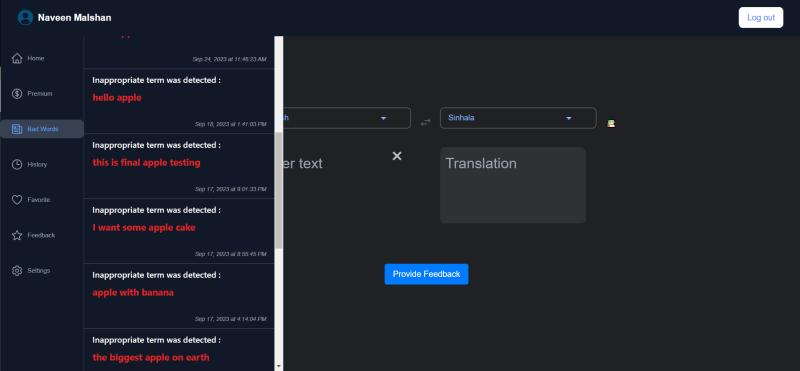 Naveen Malshan
Log out
Home
Premium
Bad Words
History
Favorite
Feedback
Settings
Sep 24, 2023 at 11:46:23 AM
Inappropriate term was detected :
hello apple
Sep 18, 2023 at 1:41:03 PM
Inappropriate term was detected :
this is final apple testing
Sep 17, 2023 at 9:01:33 PM
Inappropriate term was detected :
I want some apple cake
Sep 17, 2023 at 8:55:45 PM
Inappropriate term was detected :
apple with banana
Sep 17, 2023 at 4:14:04 PM
Inappropriate term was detected :
the biggest apple on earth
sh
Sinhala
er text
Translation
Provide Feedback